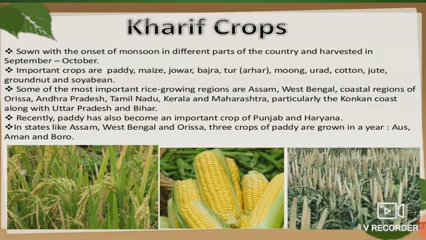 Kharif Crops
❖ Sown with the onset of monsoon in different parts of the country and harvested in
September – October.
❖ Important crops are paddy, maize, jowar, bajra, tur (arhar), moong, urad, cotton, jute,
groundnut and soyabean.
❖ Some of the most important rice-growing regions are Assam, West Bengal, coastal regions of
Orissa, Andhra Pradesh, Tamil Nadu, Kerala and Maharashtra, particularly the Konkan coast
along with Uttar Pradesh and Bihar.
❖ Recently, paddy has also become an important crop of Punjab and Haryana.
❖In states like Assam, West Bengal and Orissa, three crops of paddy are grown in a year : Aus,
Aman and Boro.
V RECORDER